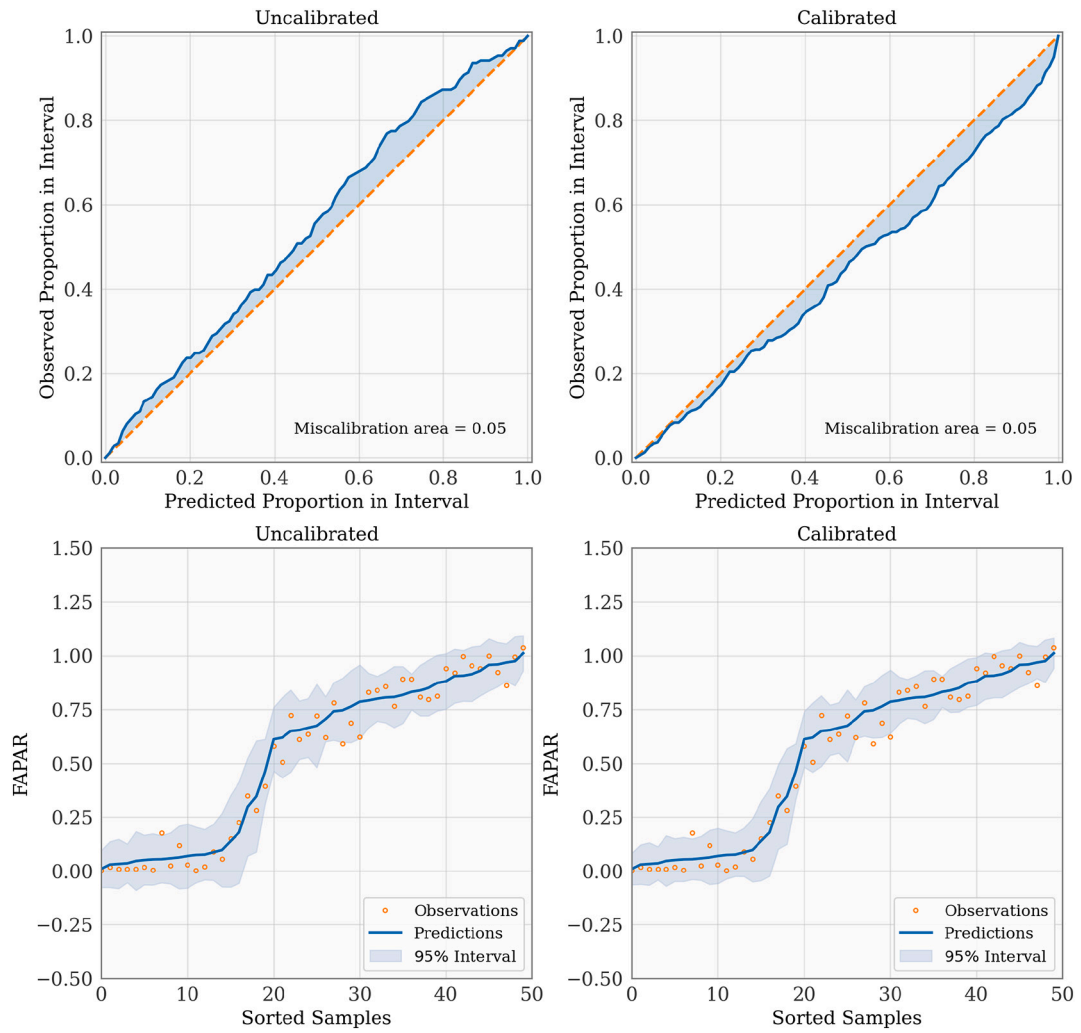 Uncalibrated
Calibrated
Observed Proportion in Interval
1.0
0.8
0.6
0.4
0.2
0.0
Miscalibration area = 0.05
0.0 0.2 0.4 0.6 0.8 1.0
Predicted Proportion in Interval
Observed Proportion in Interval
1.0
0.8
0.6
0.4
0.2
0.0
Miscalibration area = 0.05
0.0 0.2 0.4 0.6 0.8 1.0
Predicted Proportion in Interval
Uncalibrated
Calibrated
FAPAR
1.50
1.25
1.00
0.75
0.50
0.25
0.00
−0.25
−0.50
Observations
Predictions
95% Interval
0 10 20 30 40 50
Sorted Samples
FAPAR
1.50
1.25
1.00
0.75
0.50
0.25
0.00
−0.25
−0.50
Observations
Predictions
95% Interval
0 10 20 30 40 50
Sorted Samples